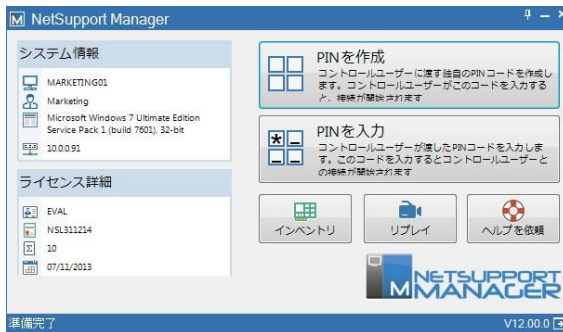 NetSupport Manager
システム情報
MARKETING01
Marketing
Microsoft Windows 7 Ultimate Edition
Service Pack 1 (build 7601), 32-bit
10.0.0.91
ライセンス詳細
EVAL
NSL311214
10
07/11/2013
PINを作成
コントロールユーザーに渡す独自のPINコードを作成し
ます。コントロールユーザーがこのコードを入力する
と、接続が開始されます
PINを入力
コントロールユーザーが渡したPINコードを入力しま
す。このコードを入力するとコントロールユーザーと
の接続が開始されます
インベントリ
リプレイ
ヘルプを依頼
NETSUPPORT
MANAGER
準備完了
V12.00.0